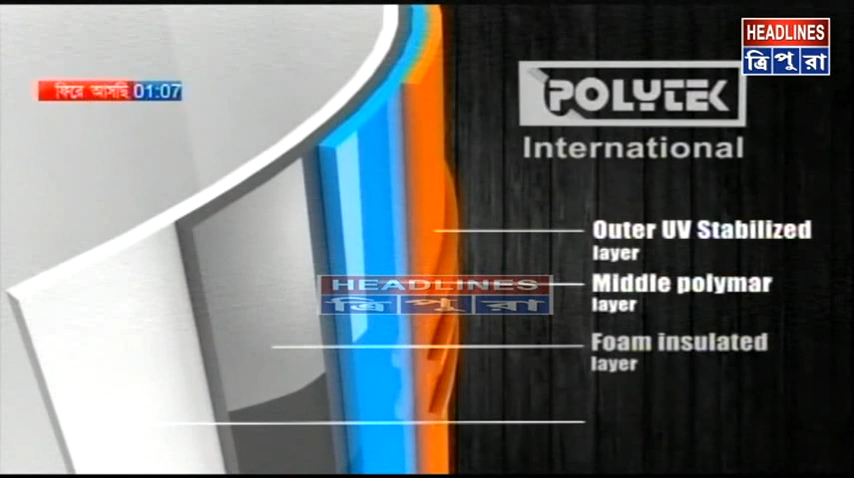 HEADLINES
ত্রিপুরা
ফিরে আসছি 01:07
POLYTEK
International
Outer UV Stabilized
layer
HEADLINES
ত্রিপুরা
Middle polymar
layer
Foam insulated
layer